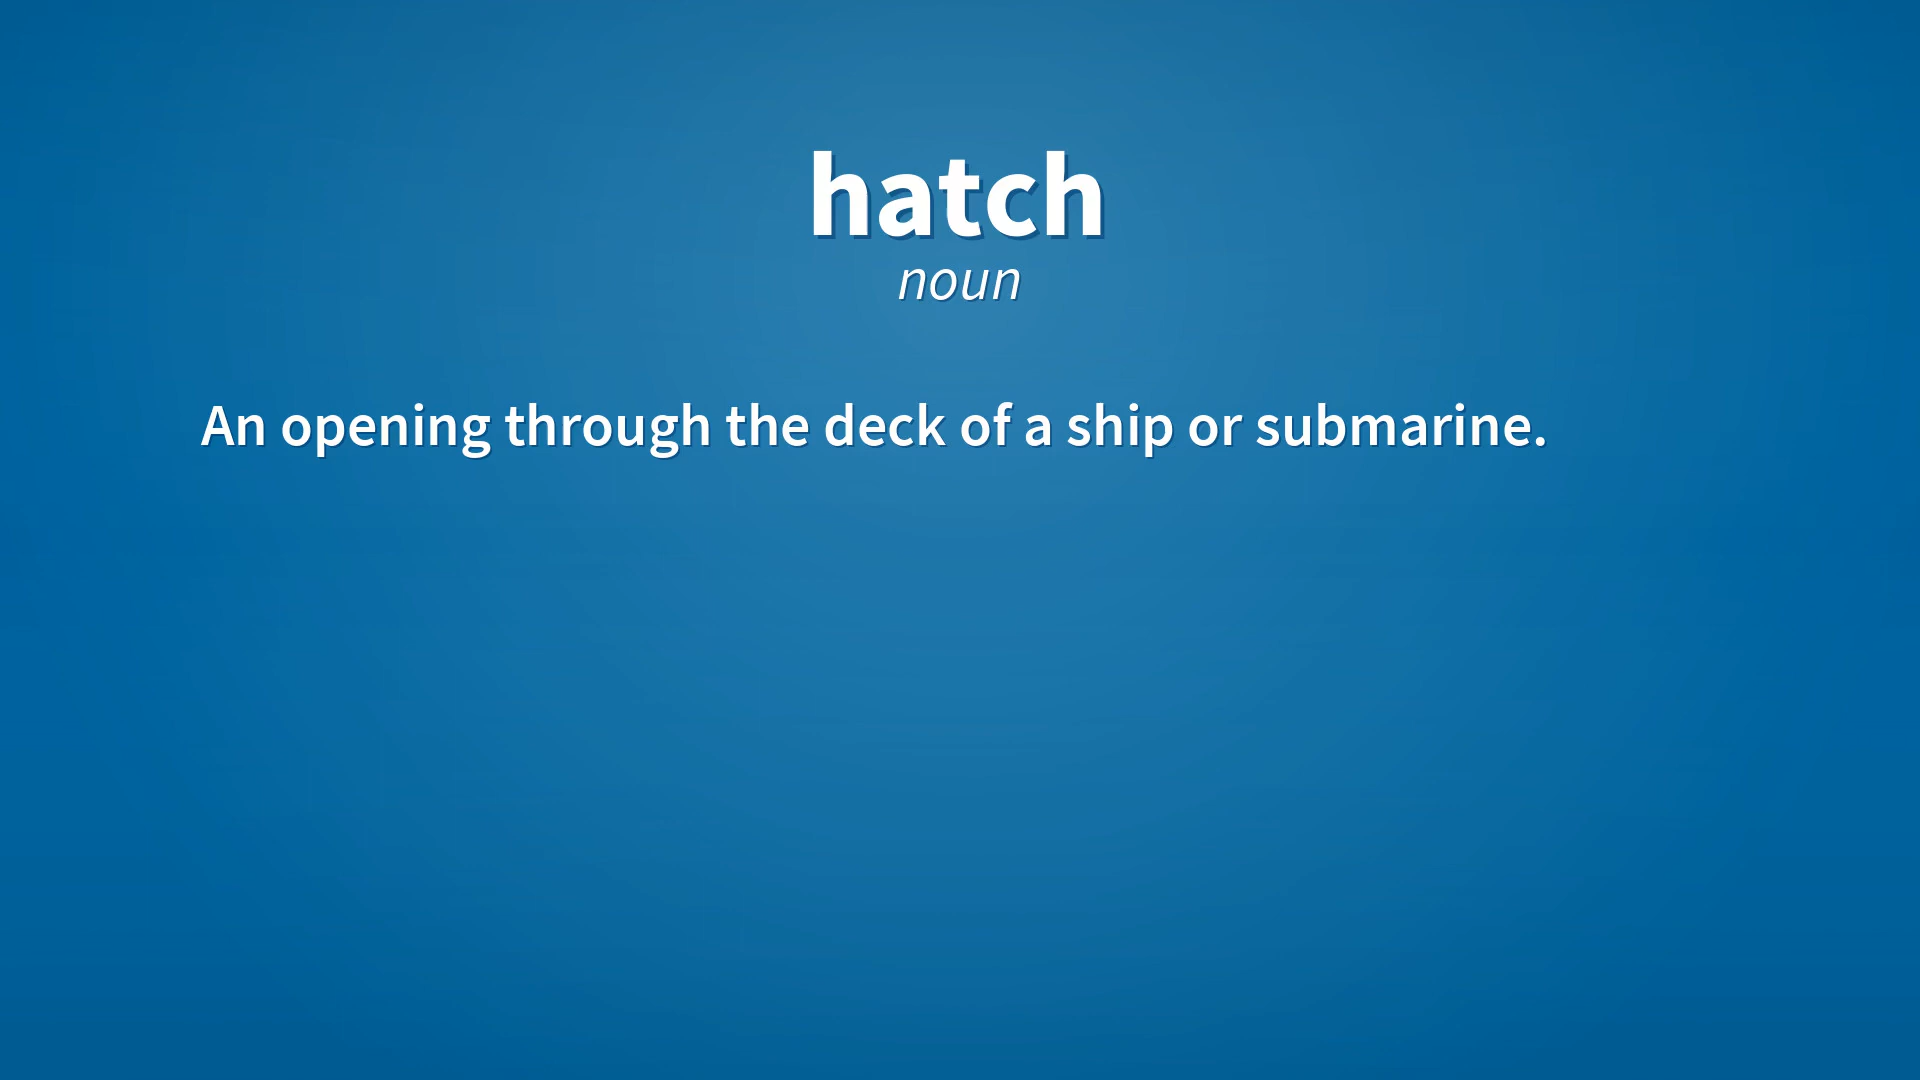 hatch
noun
An opening through the deck of a ship or submarine.